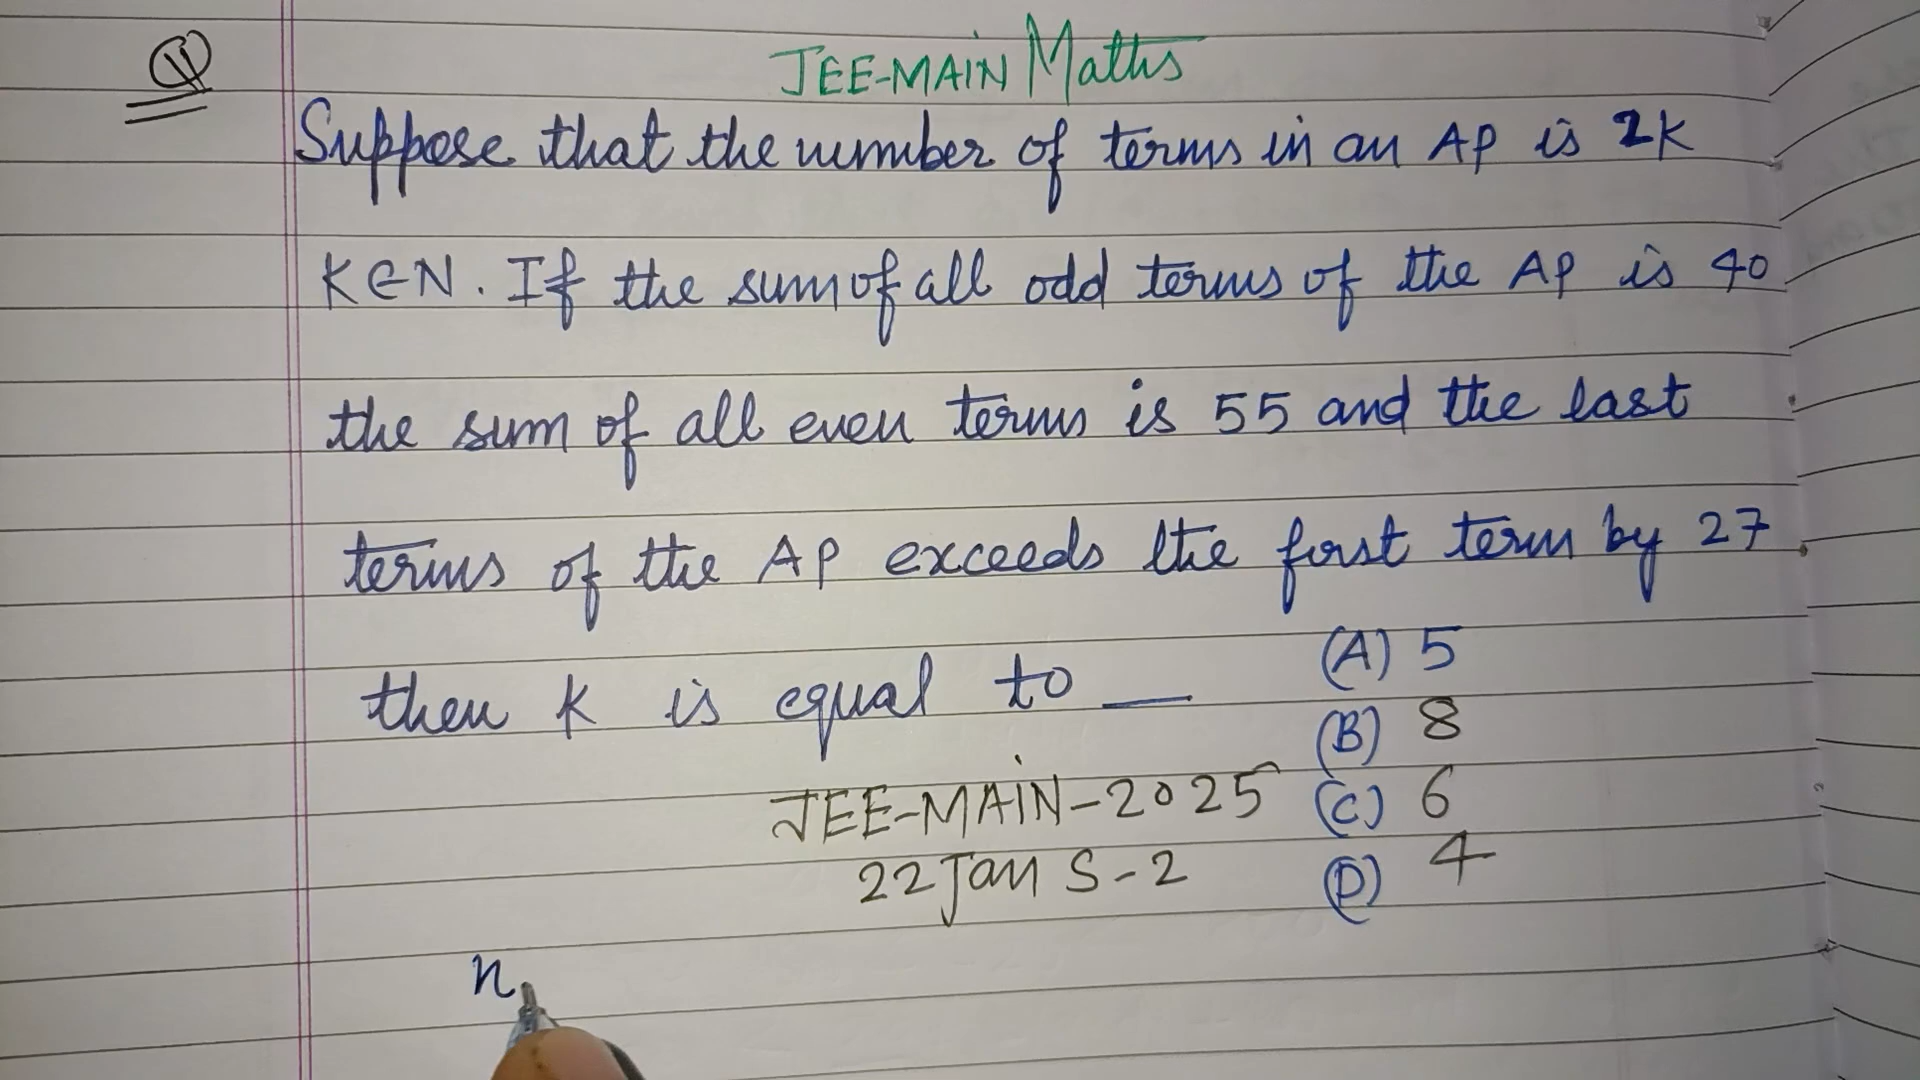 Q
JEE-MAIN Maths
Suppose that the number of terms in an AP is 2K
K∈N. If the sum of all odd terms of the AP is 40
the sum of all even terms is 55 and the last
terms of the AP exceeds the first term by 27
then K is equal to __ (A) 5
(B) 8
JEE-MAIN-2025 (C) 6
22 Jan S-2 (D) 4
n